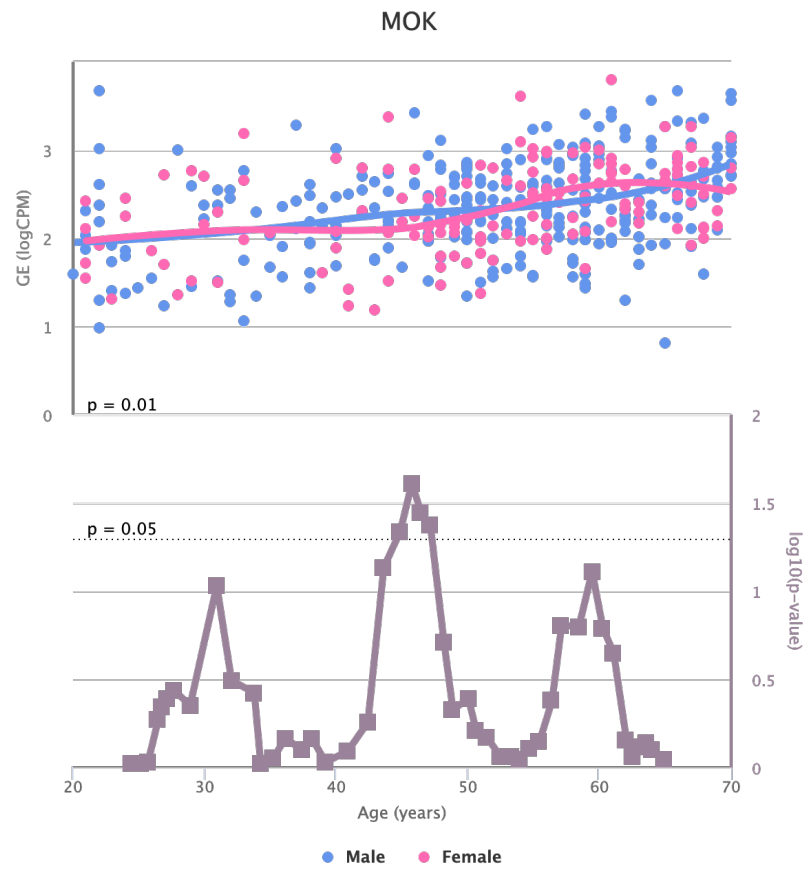 MOK
GE (logCPM)
3
2
1
0
p = 0.01
2
p = 0.05
1.5
1
0.5
0
log10(p-value)
20 30 40 50 60 70
Age (years)
Male Female